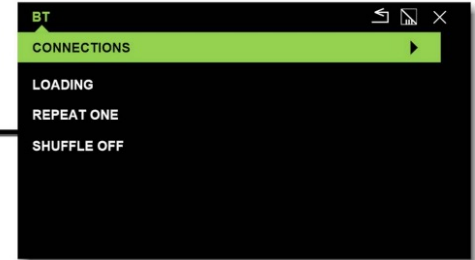 BT
CONNECTIONS
LOADING
REPEAT ONE
SHUFFLE OFF